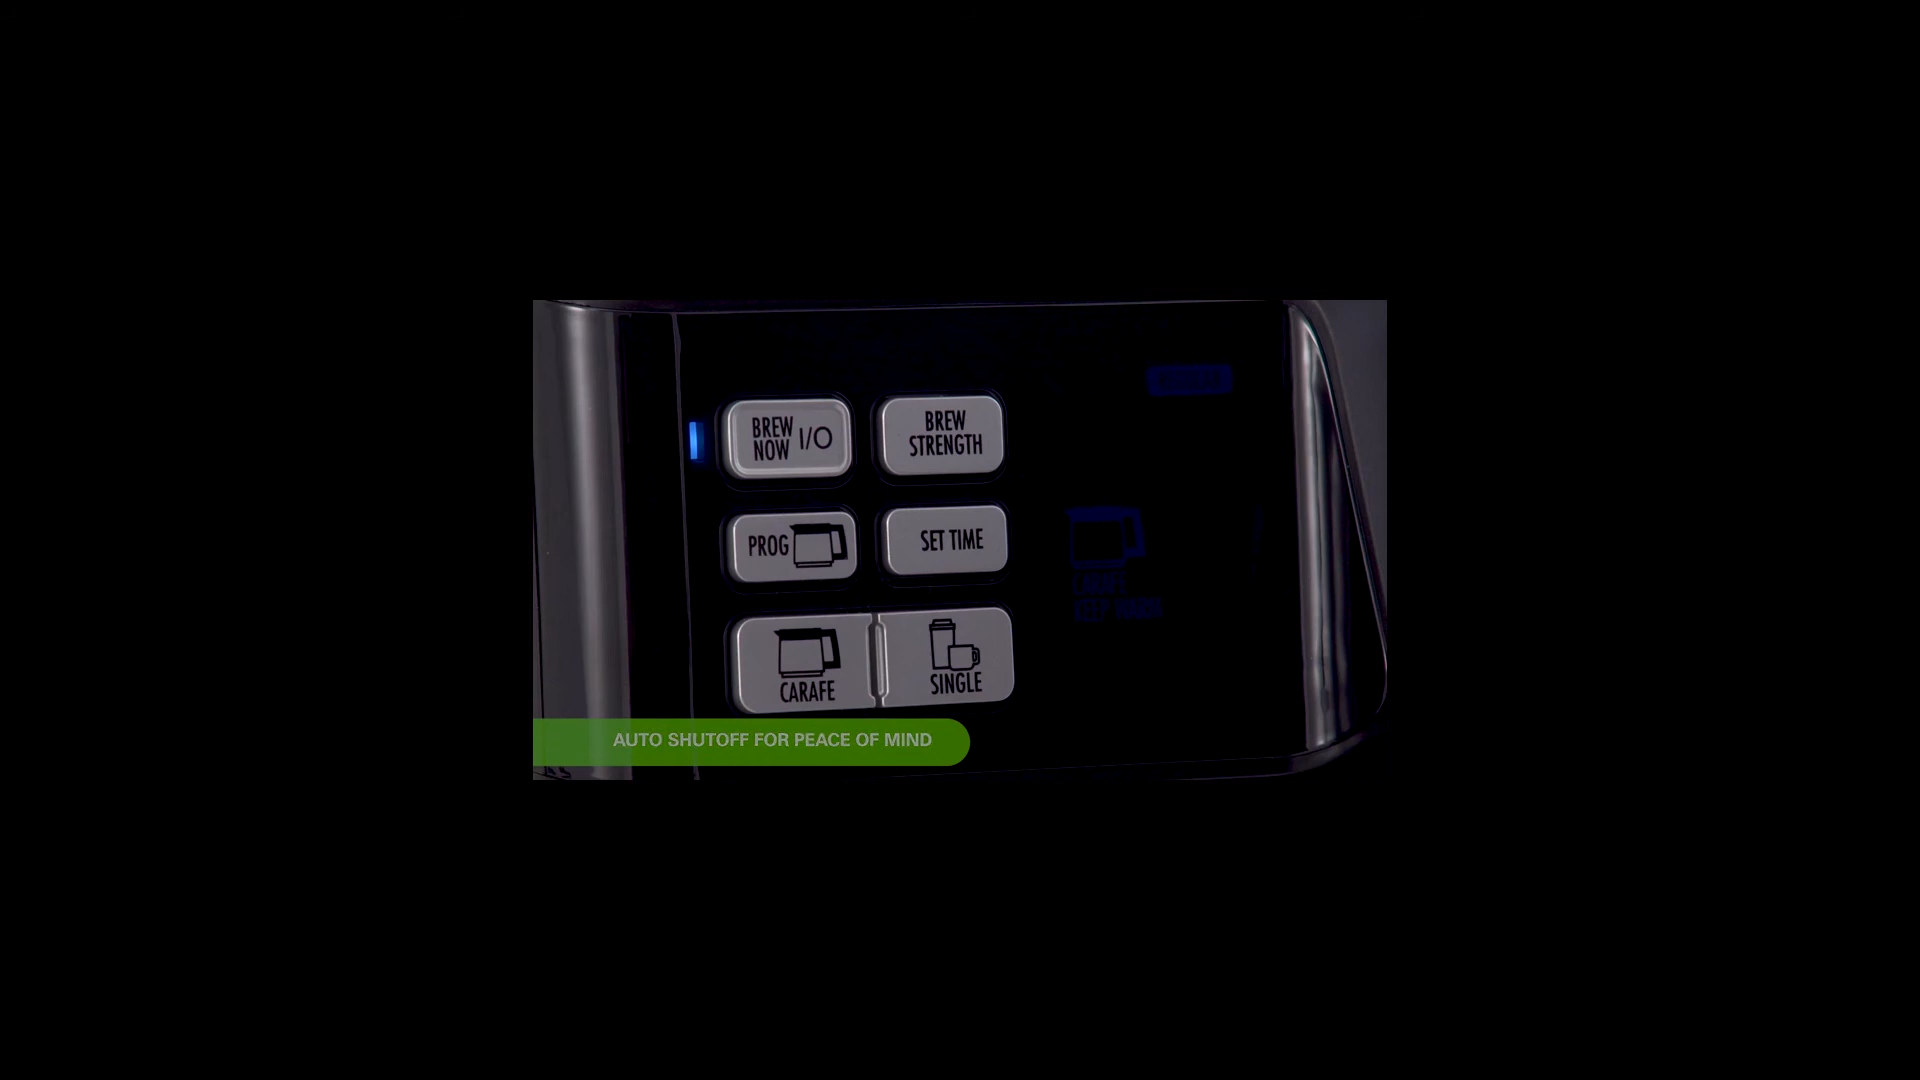 BREW
NOW I/O
BREW
STRENGTH
PROG
SET TIME
CARAFE
SINGLE
AUTO SHUTOFF FOR PEACE OF MIND